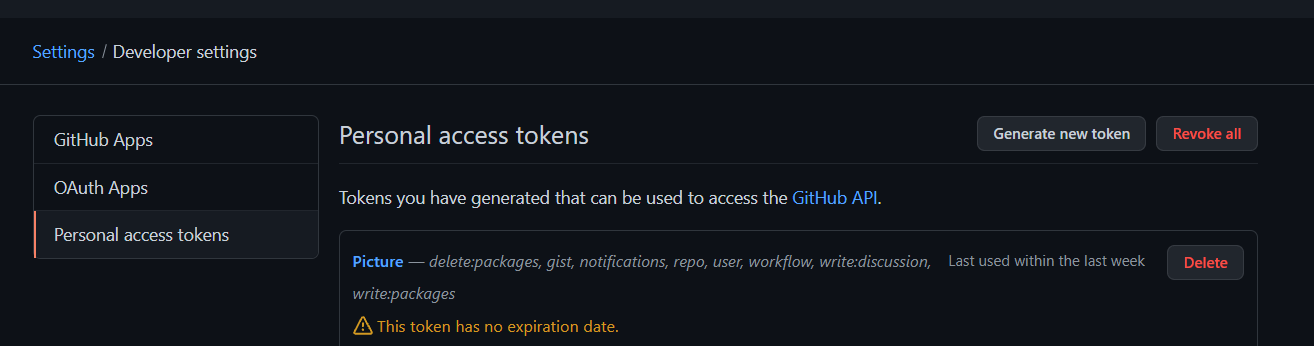 Settings / Developer settings
GitHub Apps
OAuth Apps
Personal access tokens
Personal access tokens
Generate new token
Revoke all
Tokens you have generated that can be used to access the GitHub API.
Picture — delete:packages, gist, notifications, repo, user, workflow, write:discussion,
write:packages
Last used within the last week
Delete
This token has no expiration date.